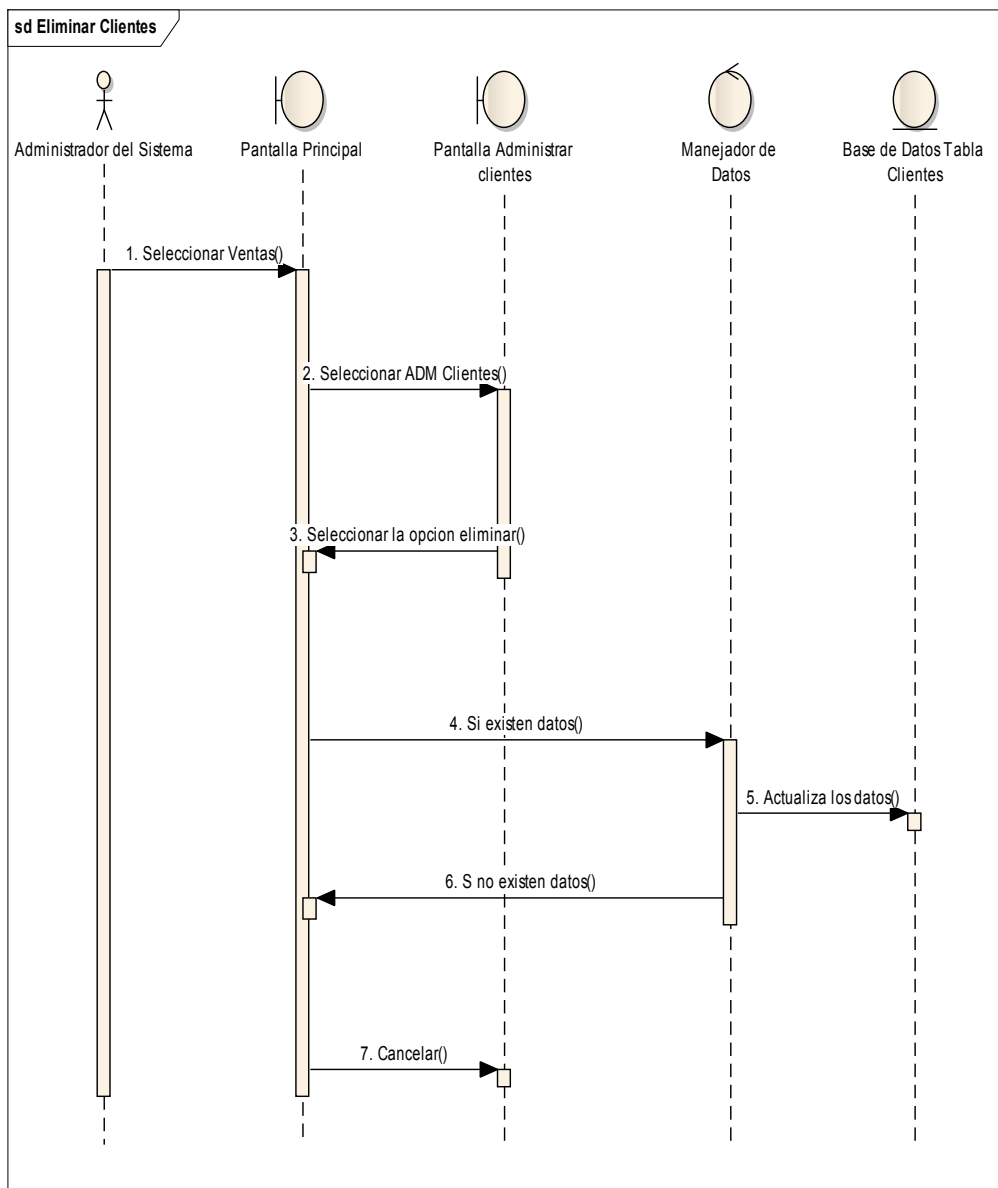 sd Eliminar Clientes
Administrador del Sistema
Pantalla Principal
Pantalla Administrar
clientes
Manejador de
Datos
Base de Datos Tabla
Clientes
1. Seleccionar Ventas()
2. Seleccionar ADM Clientes()
3. Seleccionar la opcion eliminar()
4. Si existen datos()
5. Actualiza los datos()
6. S no existen datos()
7. Cancelar()